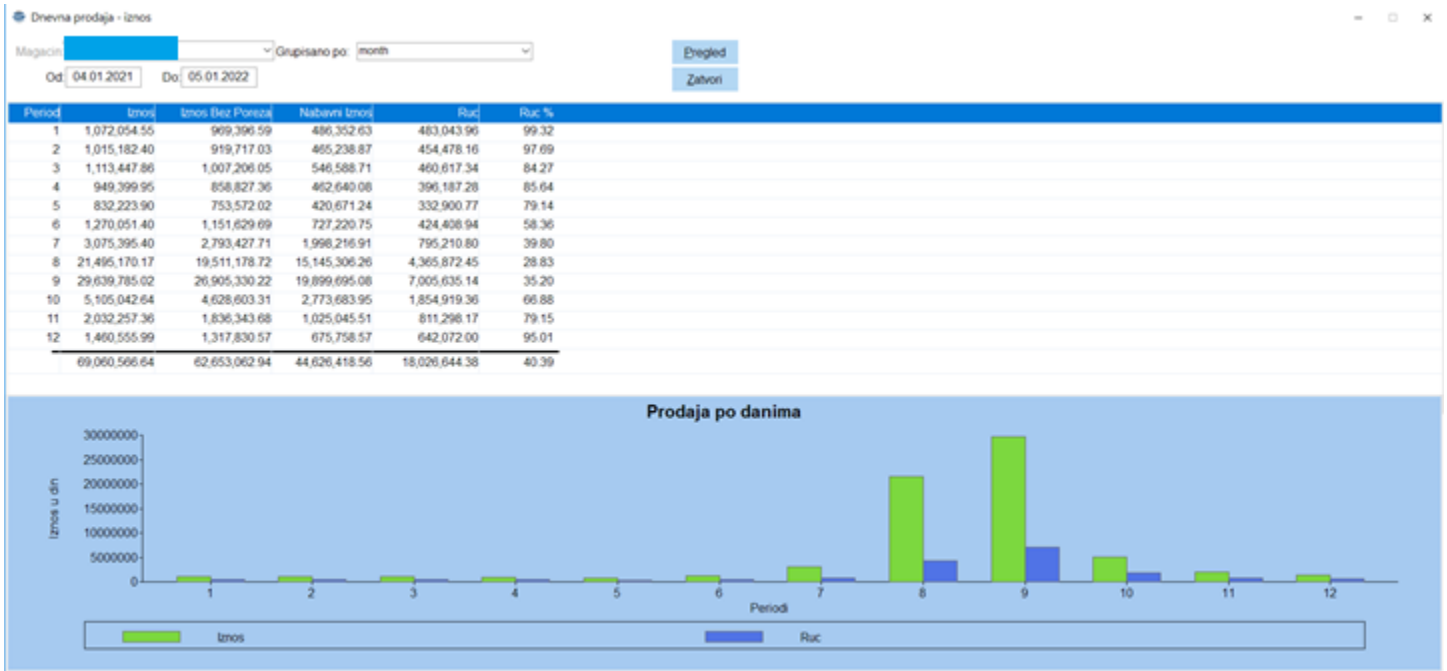 Dnevna prodaja - iznos
Magacin Grupisano po: month Pregled
Od: 04.01.2021 Do: 05.01.2022 Zatvori
Period Iznos Iznos Bez Poreza Nabavni Iznos Ruc Ruc %
1 1,072,054.55 969,396.59 486,352.63 483,043.96 99.32
2 1,015,182.40 919,717.03 465,238.87 454,478.16 97.69
3 1,113,447.86 1,007,206.05 546,588.71 460,617.34 84.27
4 949,399.95 858,827.36 462,640.08 396,187.28 85.64
5 832,223.90 753,572.02 420,671.24 332,900.77 79.14
6 1,270,051.40 1,151,629.69 727,220.75 424,408.94 58.36
7 3,075,395.40 2,793,427.71 1,998,216.91 795,210.80 39.80
8 21,495,170.17 19,511,178.72 15,145,306.26 4,365,872.45 28.83
9 29,639,785.02 26,905,330.22 19,899,695.08 7,005,635.14 35.20
10 5,105,042.64 4,628,603.31 2,773,683.95 1,854,919.36 66.88
11 2,032,257.36 1,836,343.68 1,025,045.51 811,298.17 79.15
12 1,460,555.99 1,317,830.57 675,758.57 642,072.00 95.01
69,060,566.64 62,653,062.94 44,626,418.56 18,026,644.38 40.39
Prodaja po danima
Iznos u din
30000000
25000000
20000000
15000000
10000000
5000000
0
1 2 3 4 5 6 7 8 9 10 11 12
Periodi
Iznos Ruc